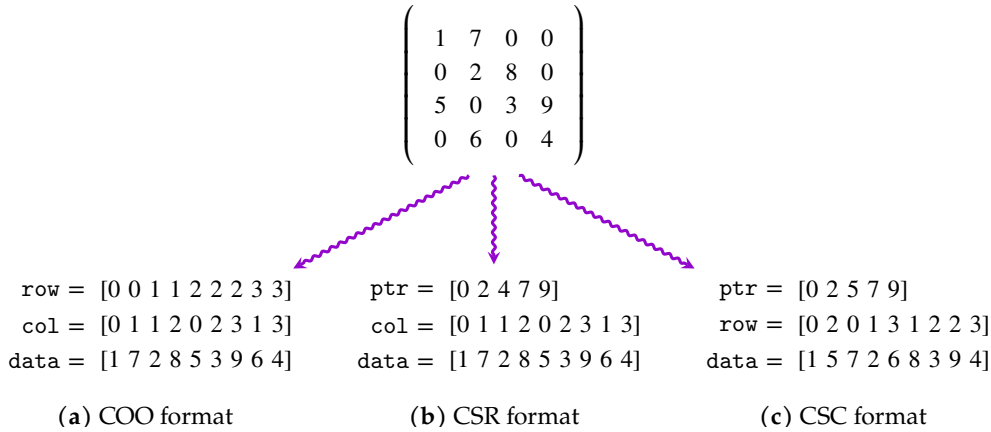 1 7 0 0
0 2 8 0
5 0 3 9
0 6 0 4
row = [0 0 1 1 2 2 2 3 3]
col = [0 1 1 2 0 2 3 1 3]
data = [1 7 2 8 5 3 9 6 4]
(a) COO format
ptr = [0 2 4 7 9]
col = [0 1 1 2 0 2 3 1 3]
data = [1 7 2 8 5 3 9 6 4]
(b) CSR format
ptr = [0 2 5 7 9]
row = [0 2 0 1 3 1 2 2 3]
data = [1 5 7 2 6 8 3 9 4]
(c) CSC format